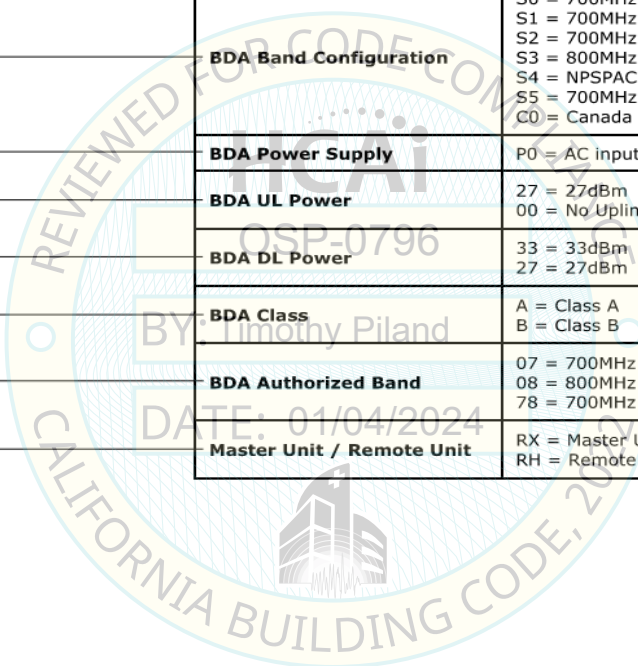 S0 = 700MHz
S1 = 700MHz
S2 = 700MHz
BDA Band Configuration
S3 = 800MHz
S4 = NPSPAC
S5 = 700MHz
C0 = Canada
BDA Power Supply
P0 = AC input
BDA UL Power
27 = 27dBm
00 = No Uplin
BDA DL Power
33 = 33dBm
27 = 27dBm
BDA Class
A = Class A
B = Class B
BDA Authorized Band
07 = 700MHz
08 = 800MHz
78 = 700MHz
Master Unit / Remote Unit
RX = Master U
RH = Remote
REVIEWED FOR CODE COMPLIANCE
HCAi
OSP-0796
BY: Timothy Piland
DATE: 01/04/2024
CALIFORNIA BUILDING CODE, 2022